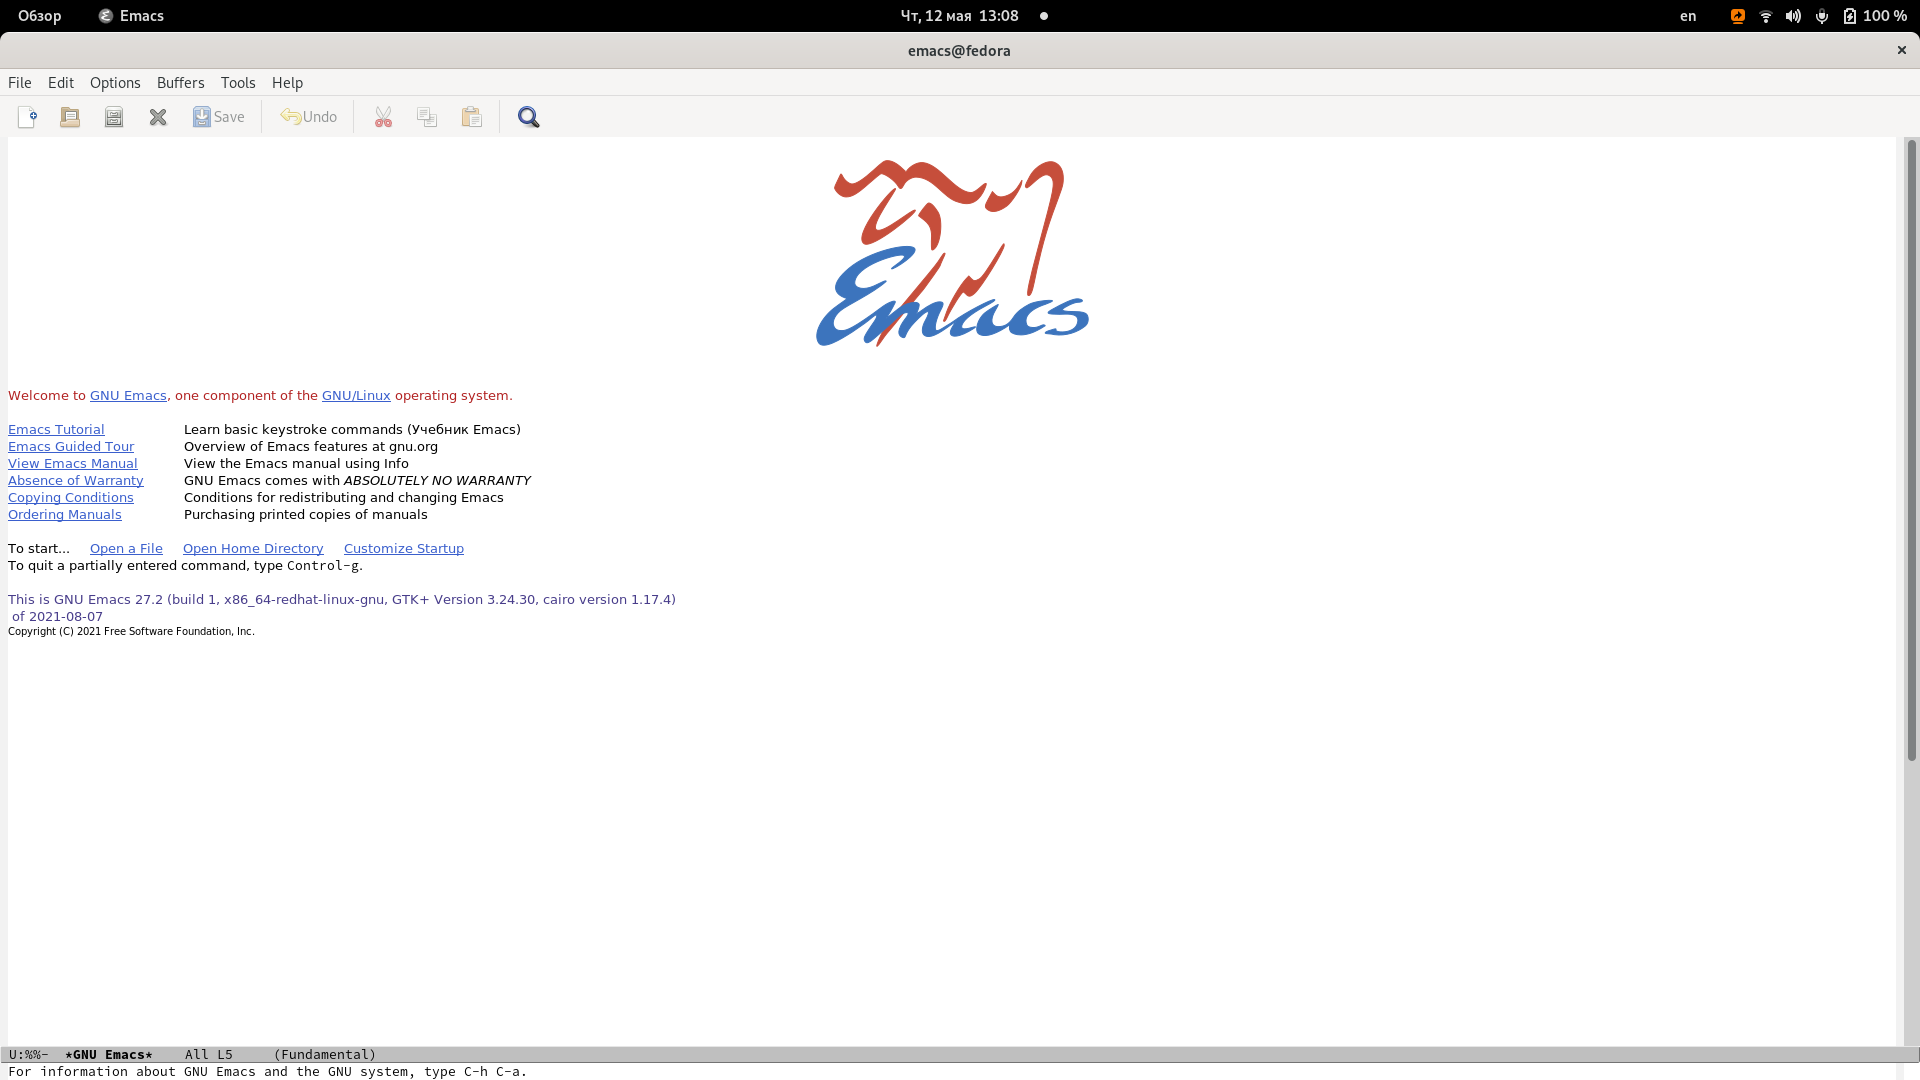 Обзор Emacs Чт, 12 мая 13:08 en 100 %
emacs@fedora
File Edit Options Buffers Tools Help
Save Undo
Emacs
Welcome to GNU Emacs, one component of the GNU/Linux operating system.
Emacs Tutorial Learn basic keystroke commands (Учебник Emacs)
Emacs Guided Tour Overview of Emacs features at gnu.org
View Emacs Manual View the Emacs manual using Info
Absence of Warranty GNU Emacs comes with ABSOLUTELY NO WARRANTY
Copying Conditions Conditions for redistributing and changing Emacs
Ordering Manuals Purchasing printed copies of manuals
To start... Open a File Open Home Directory Customize Startup
To quit a partially entered command, type Control-g.
This is GNU Emacs 27.2 (build 1, x86_64-redhat-linux-gnu, GTK+ Version 3.24.30, cairo version 1.17.4)
of 2021-08-07
Copyright (C) 2021 Free Software Foundation, Inc.
U:%%- *GNU Emacs* All L5 (Fundamental)
For information about GNU Emacs and the GNU system, type C-h C-a.